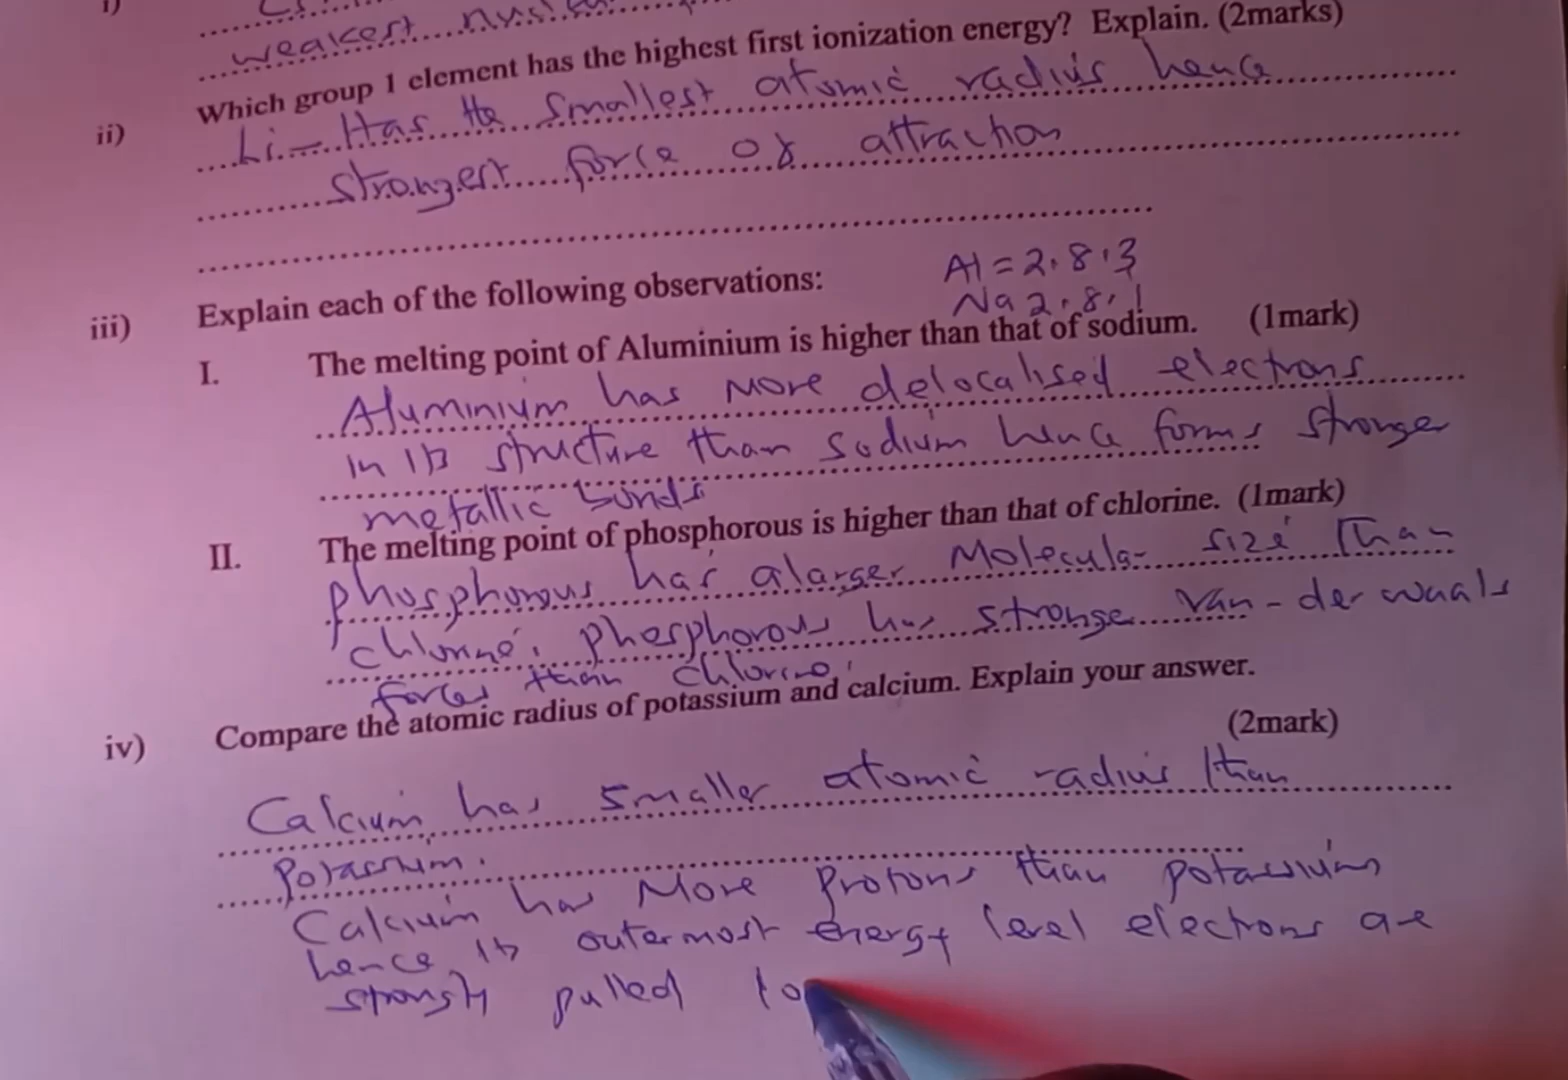 i)
weakest
ii) Which group 1 element has the highest first ionization energy? Explain. (2marks)
Li - Has the smallest atomic radius hence
strongest force of attraction
iii) Explain each of the following observations:
Al = 2.8.3
Na 2.8.1
I. The melting point of Aluminium is higher than that of sodium. (1mark)
Aluminium has more delocalised electrons
in its structure than sodium hence forms stronger
metallic bonds
II. The melting point of phosphorous is higher than that of chlorine. (1mark)
phosphorous has a larger Molecular size than
chlorine. phosphorous has stronge Van-der waals
forces than chlorine.
iv) Compare the atomic radius of potassium and calcium. Explain your answer.
(2mark)
Calcium has smaller atomic radius than
Potassium.
Calcium has More Protons than potassium
hence its outermost energy level electrons are
strongly pulled to